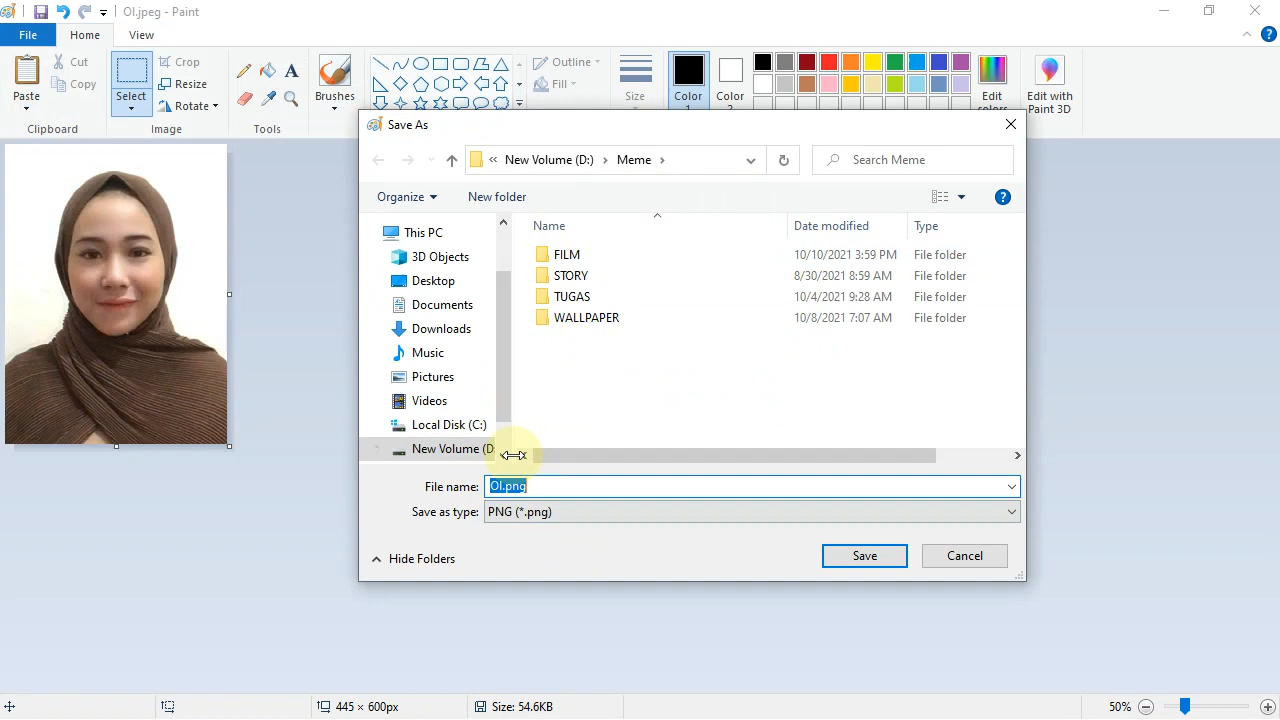 OI.jpeg - Paint
File Home View
Paste
Cut
Copy
Clipboard
Select
Crop
Resize
Rotate
Image
Tools
Brushes
Outline
Fill
Size
Color
1
Color
2
Edit
colors
Edit with
Paint 3D
Save As
« New Volume (D:) › Meme ›
Search Meme
Organize New folder
This PC
3D Objects
Desktop
Documents
Downloads
Music
Pictures
Videos
Local Disk (C:)
New Volume (D
Name Date modified Type
FILM 10/10/2021 3:59 PM File folder
STORY 8/30/2021 8:59 AM File folder
TUGAS 10/4/2021 9:28 AM File folder
WALLPAPER 10/8/2021 7:07 AM File folder
File name: OI.png
Save as type: PNG (*.png)
Hide Folders
Save Cancel
445 × 600px Size: 54.6KB 50%